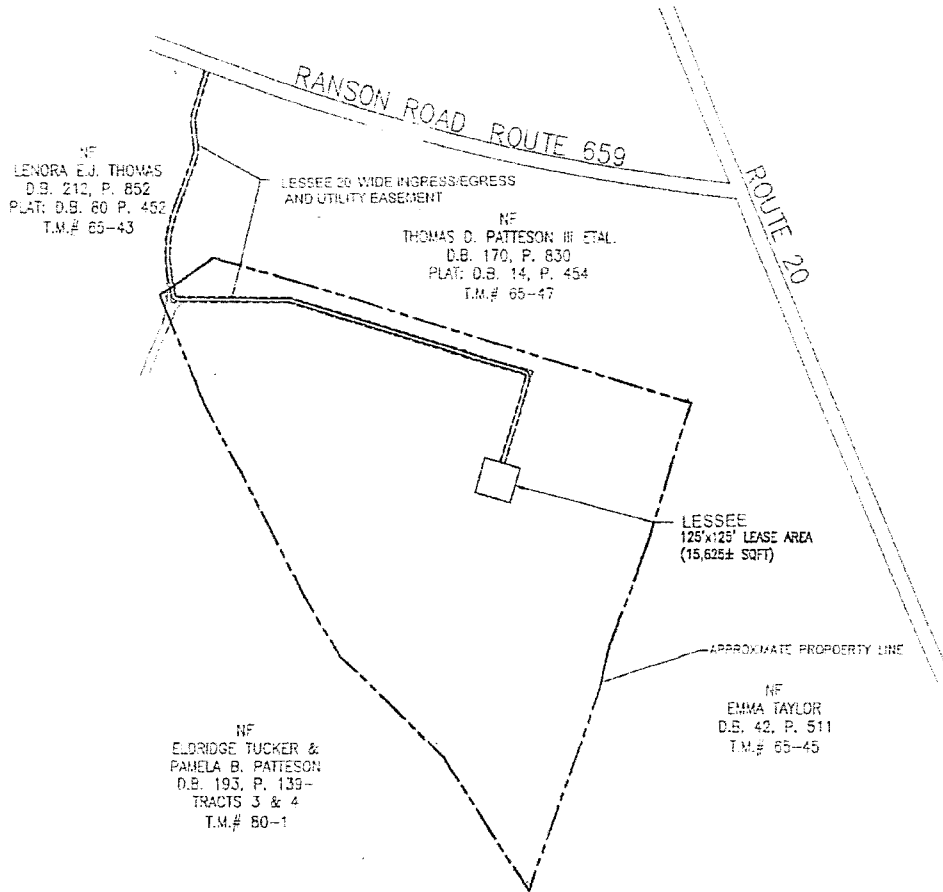 RANSON ROAD ROUTE 659
ROUTE 20
NF
LENORA E.J. THOMAS
D.B. 212, P. 852
PLAT: D.B. 80 P. 452
T.M.# 65-43
LESSEE 20 WIDE INGRESS/EGRESS
AND UTILITY EASEMENT
NF
THOMAS D. PATTESON III ETAL.
D.B. 170, P. 830
PLAT: D.B. 14, P. 454
T.M.# 65-47
LESSEE
125'x125' LEASE AREA
(15,625± SQFT)
APPROXIMATE PROPOERTY LINE
NF
EMMA TAYLOR
D.B. 42, P. 511
T.M.# 65-45
NF
ELDRIDGE TUCKER &
PAMELA B. PATTESON
D.B. 193, P. 139-
TRACTS 3 & 4
T.M.# 80-1